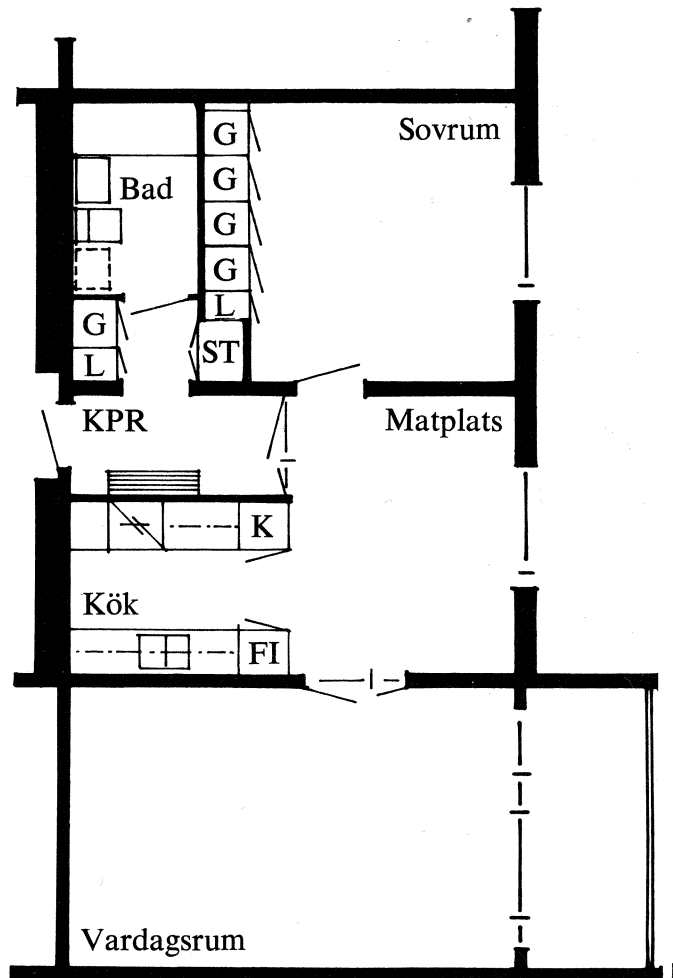 G
Sovrum
G
Bad
G
G
L
G
ST
L
KPR
Matplats
K
Kök
FI
Vardagsrum